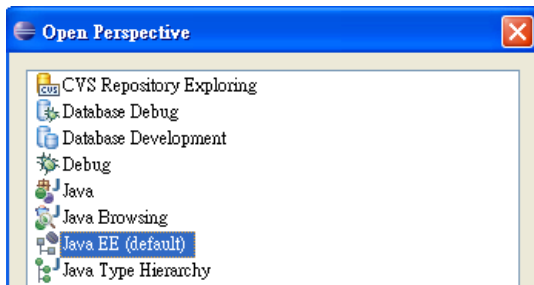 Open Perspective
CVS Repository Exploring
Database Debug
Database Development
Debug
Java
Java Browsing
Java EE (default)
Java Type Hierarchy